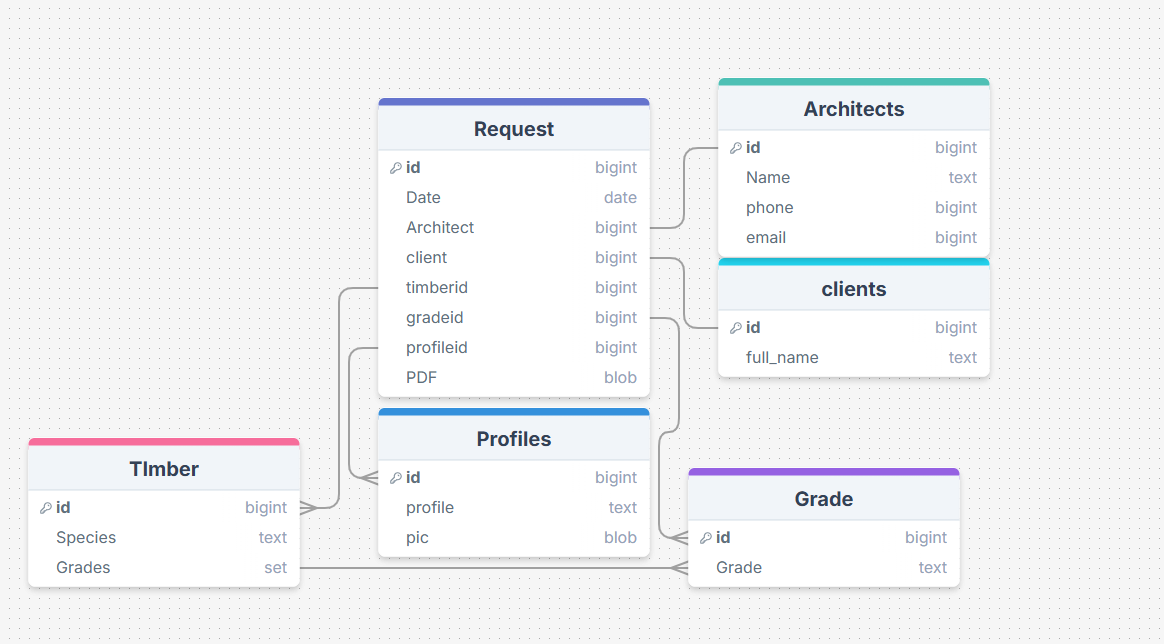 Request
id bigint
Date date
Architect bigint
client bigint
timberid bigint
gradeid bigint
profileid bigint
PDF blob
Architects
id bigint
Name text
phone bigint
email bigint
clients
id bigint
full_name text
Profiles
id bigint
profile text
pic blob
TImber
id bigint
Species text
Grades set
Grade
id bigint
Grade text